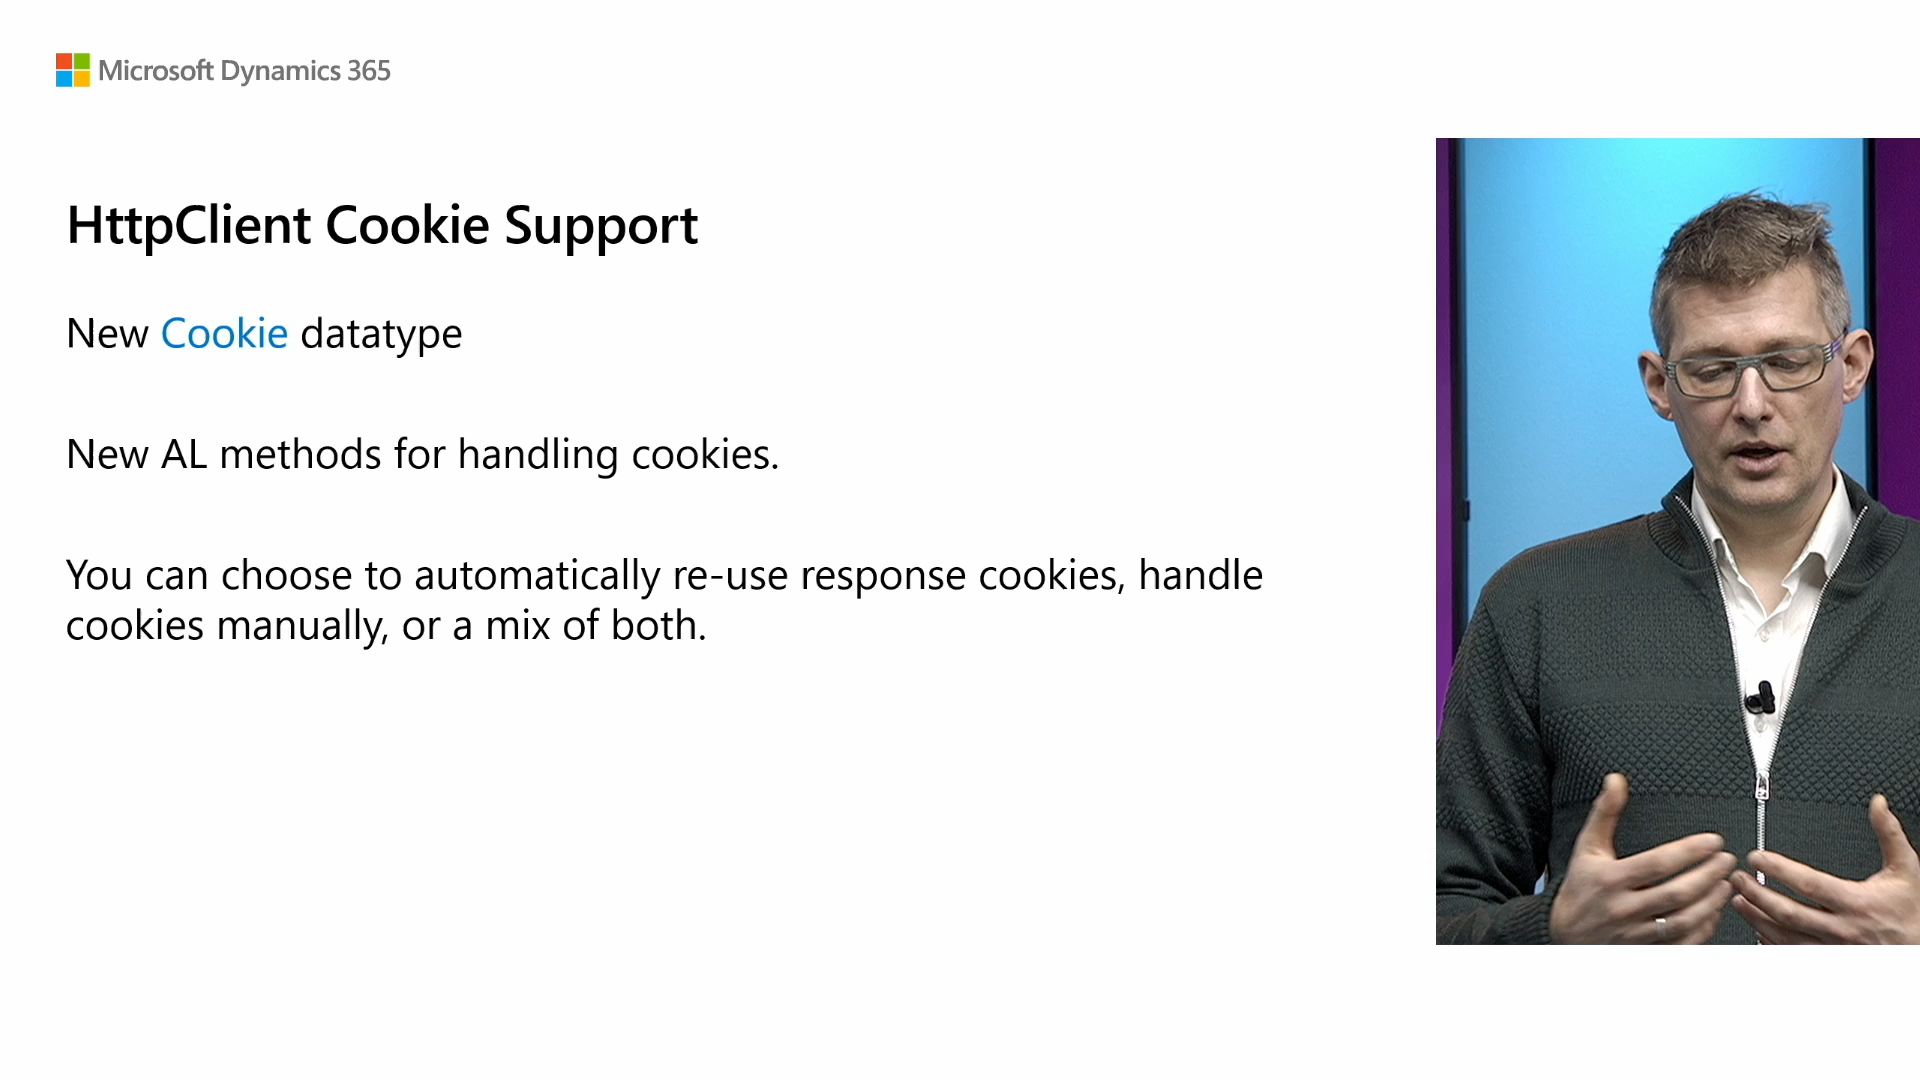 Microsoft Dynamics 365
HttpClient Cookie Support
New Cookie datatype
New AL methods for handling cookies.
You can choose to automatically re-use response cookies, handle
cookies manually, or a mix of both.